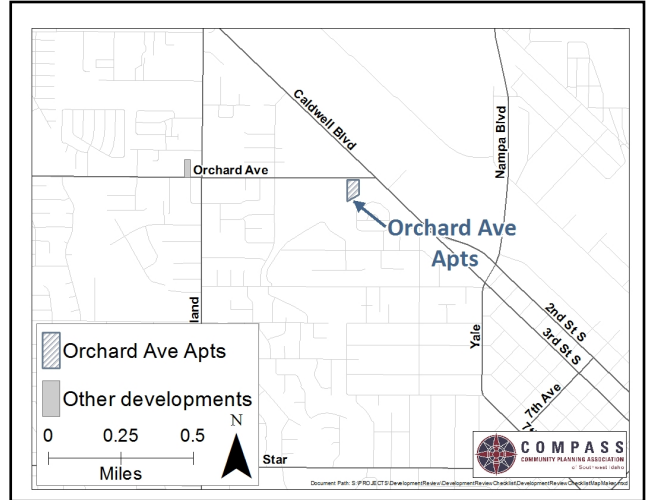 Caldwell Blvd
Nampa Blvd
Orchard Ave
Orchard Ave
Apts
land
Yale
2nd St S
3rd St S
7th Ave
Star
Orchard Ave Apts
Other developments
0 0.25 0.5
Miles
N
COMPASS
COMMUNITY PLANNING ASSOCIATION
of Southwest Idaho